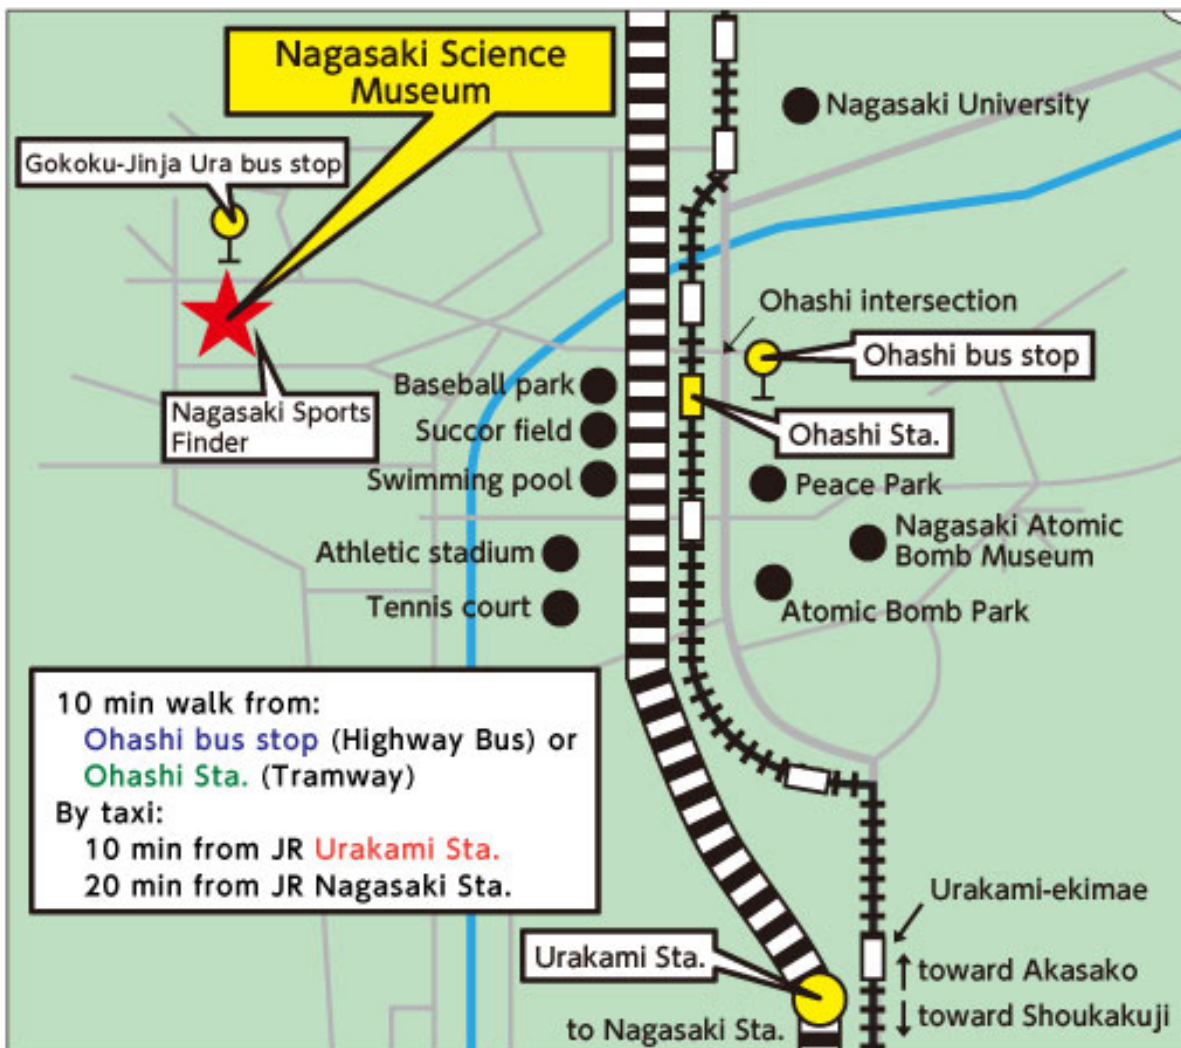 Nagasaki Science
Museum
Nagasaki University
Gokoku-Jinja Ura bus stop
Ohashi intersection
Ohashi bus stop
Baseball park
Nagasaki Sports
Finder
Succor field
Ohashi Sta.
Swimming pool
Peace Park
Nagasaki Atomic
Bomb Museum
Athletic stadium
Tennis court
Atomic Bomb Park
10 min walk from:
Ohashi bus stop (Highway Bus) or
Ohashi Sta. (Tramway)
By taxi:
10 min from JR Urakami Sta.
20 min from JR Nagasaki Sta.
Urakami-ekimae
Urakami Sta.
toward Akasako
toward Shoukakuji
to Nagasaki Sta.